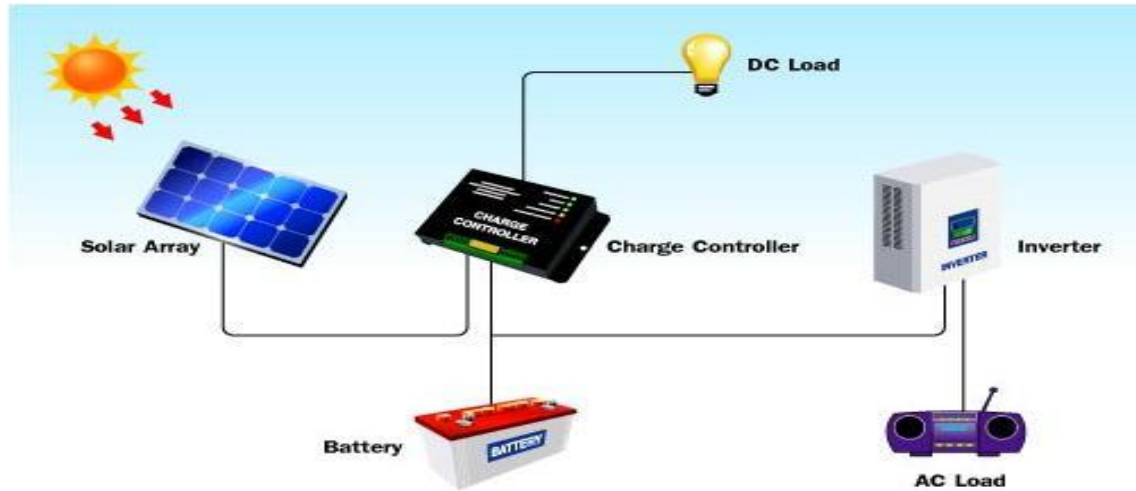 DC Load
CHARGE
CONTROLLER
Solar Array
Charge Controller
Inverter
INVERTER
Battery
BATTERY
AC Load